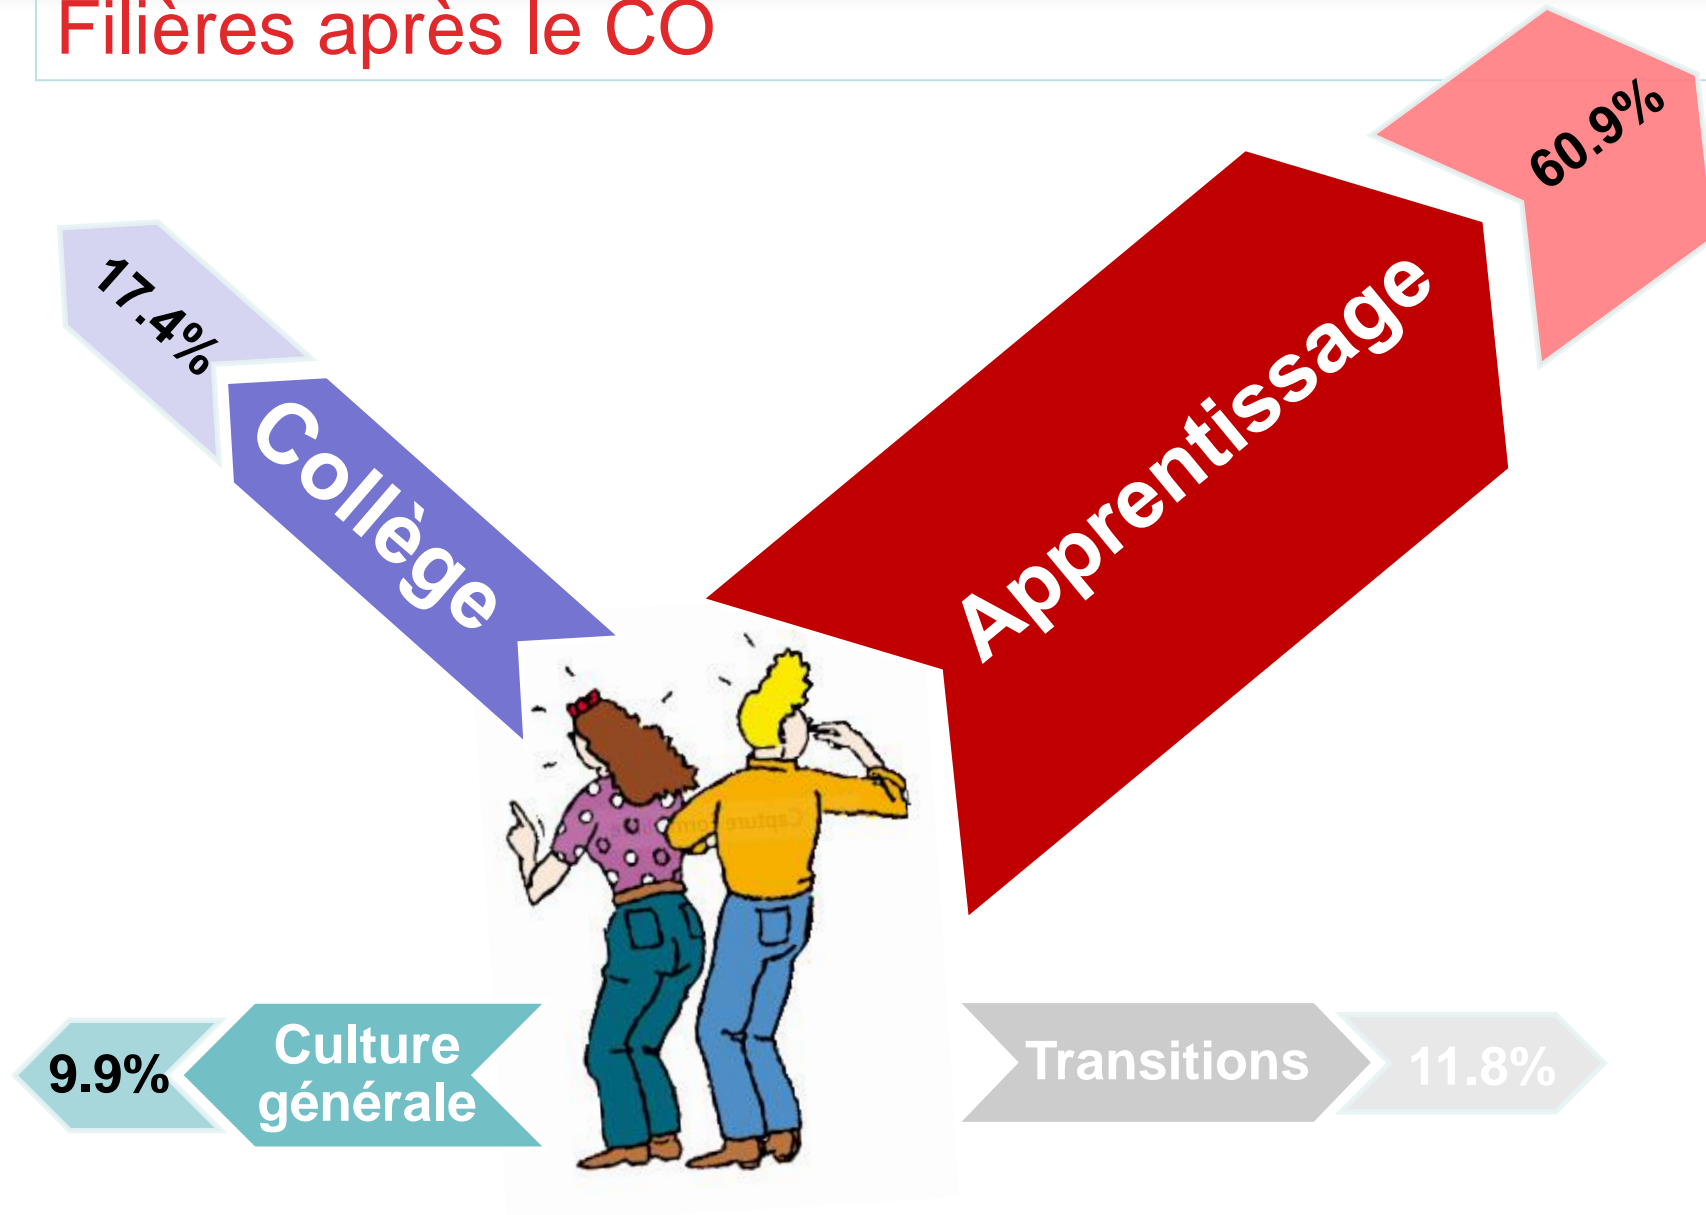 Filières après le CO
60.9%
17.4%
Collège
Apprentissage
9.9%
Culture
générale
Transitions
11.8%